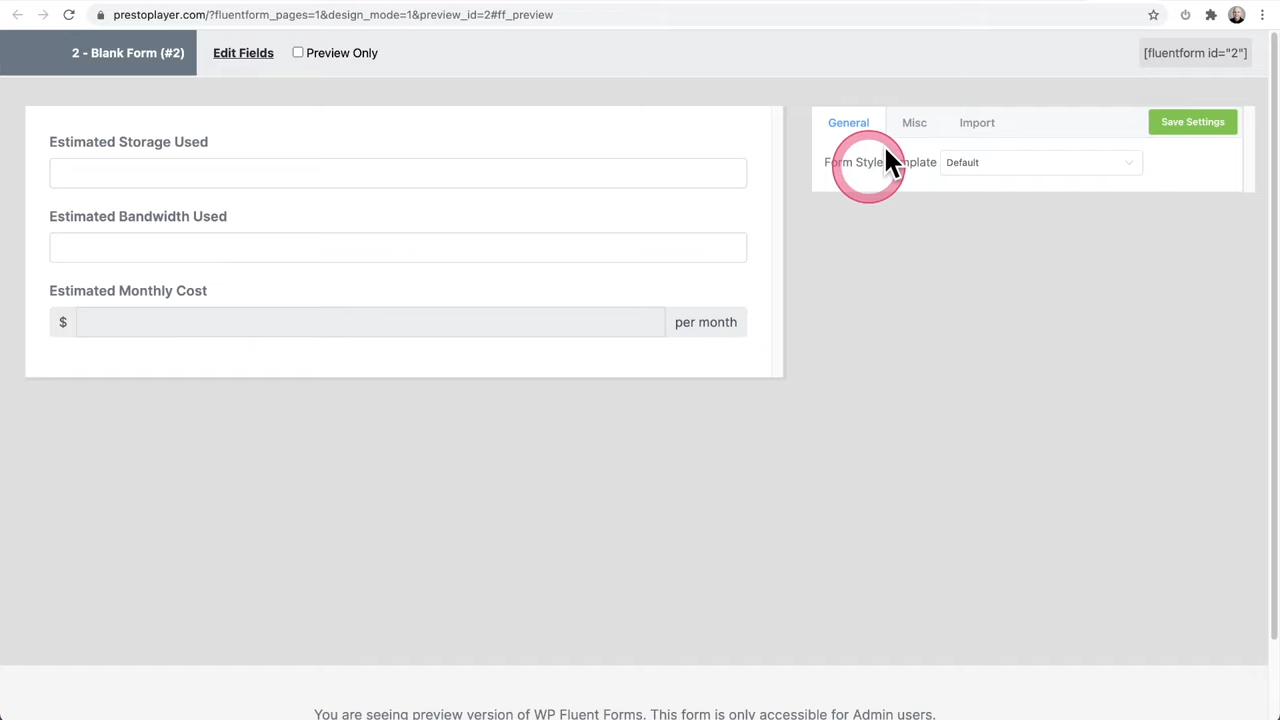 prestoplayer.com/?fluentform_pages=1&design_mode=1&preview_id=2#ff_preview
2 - Blank Form (#2)
Edit Fields
Preview Only
[fluentform id="2"]
General
Misc
Import
Save Settings
Form Style
Default
Estimated Storage Used
Estimated Bandwidth Used
Estimated Monthly Cost
$
per month
You are seeing preview version of WP Fluent Forms. This form is only accessible for Admin users.